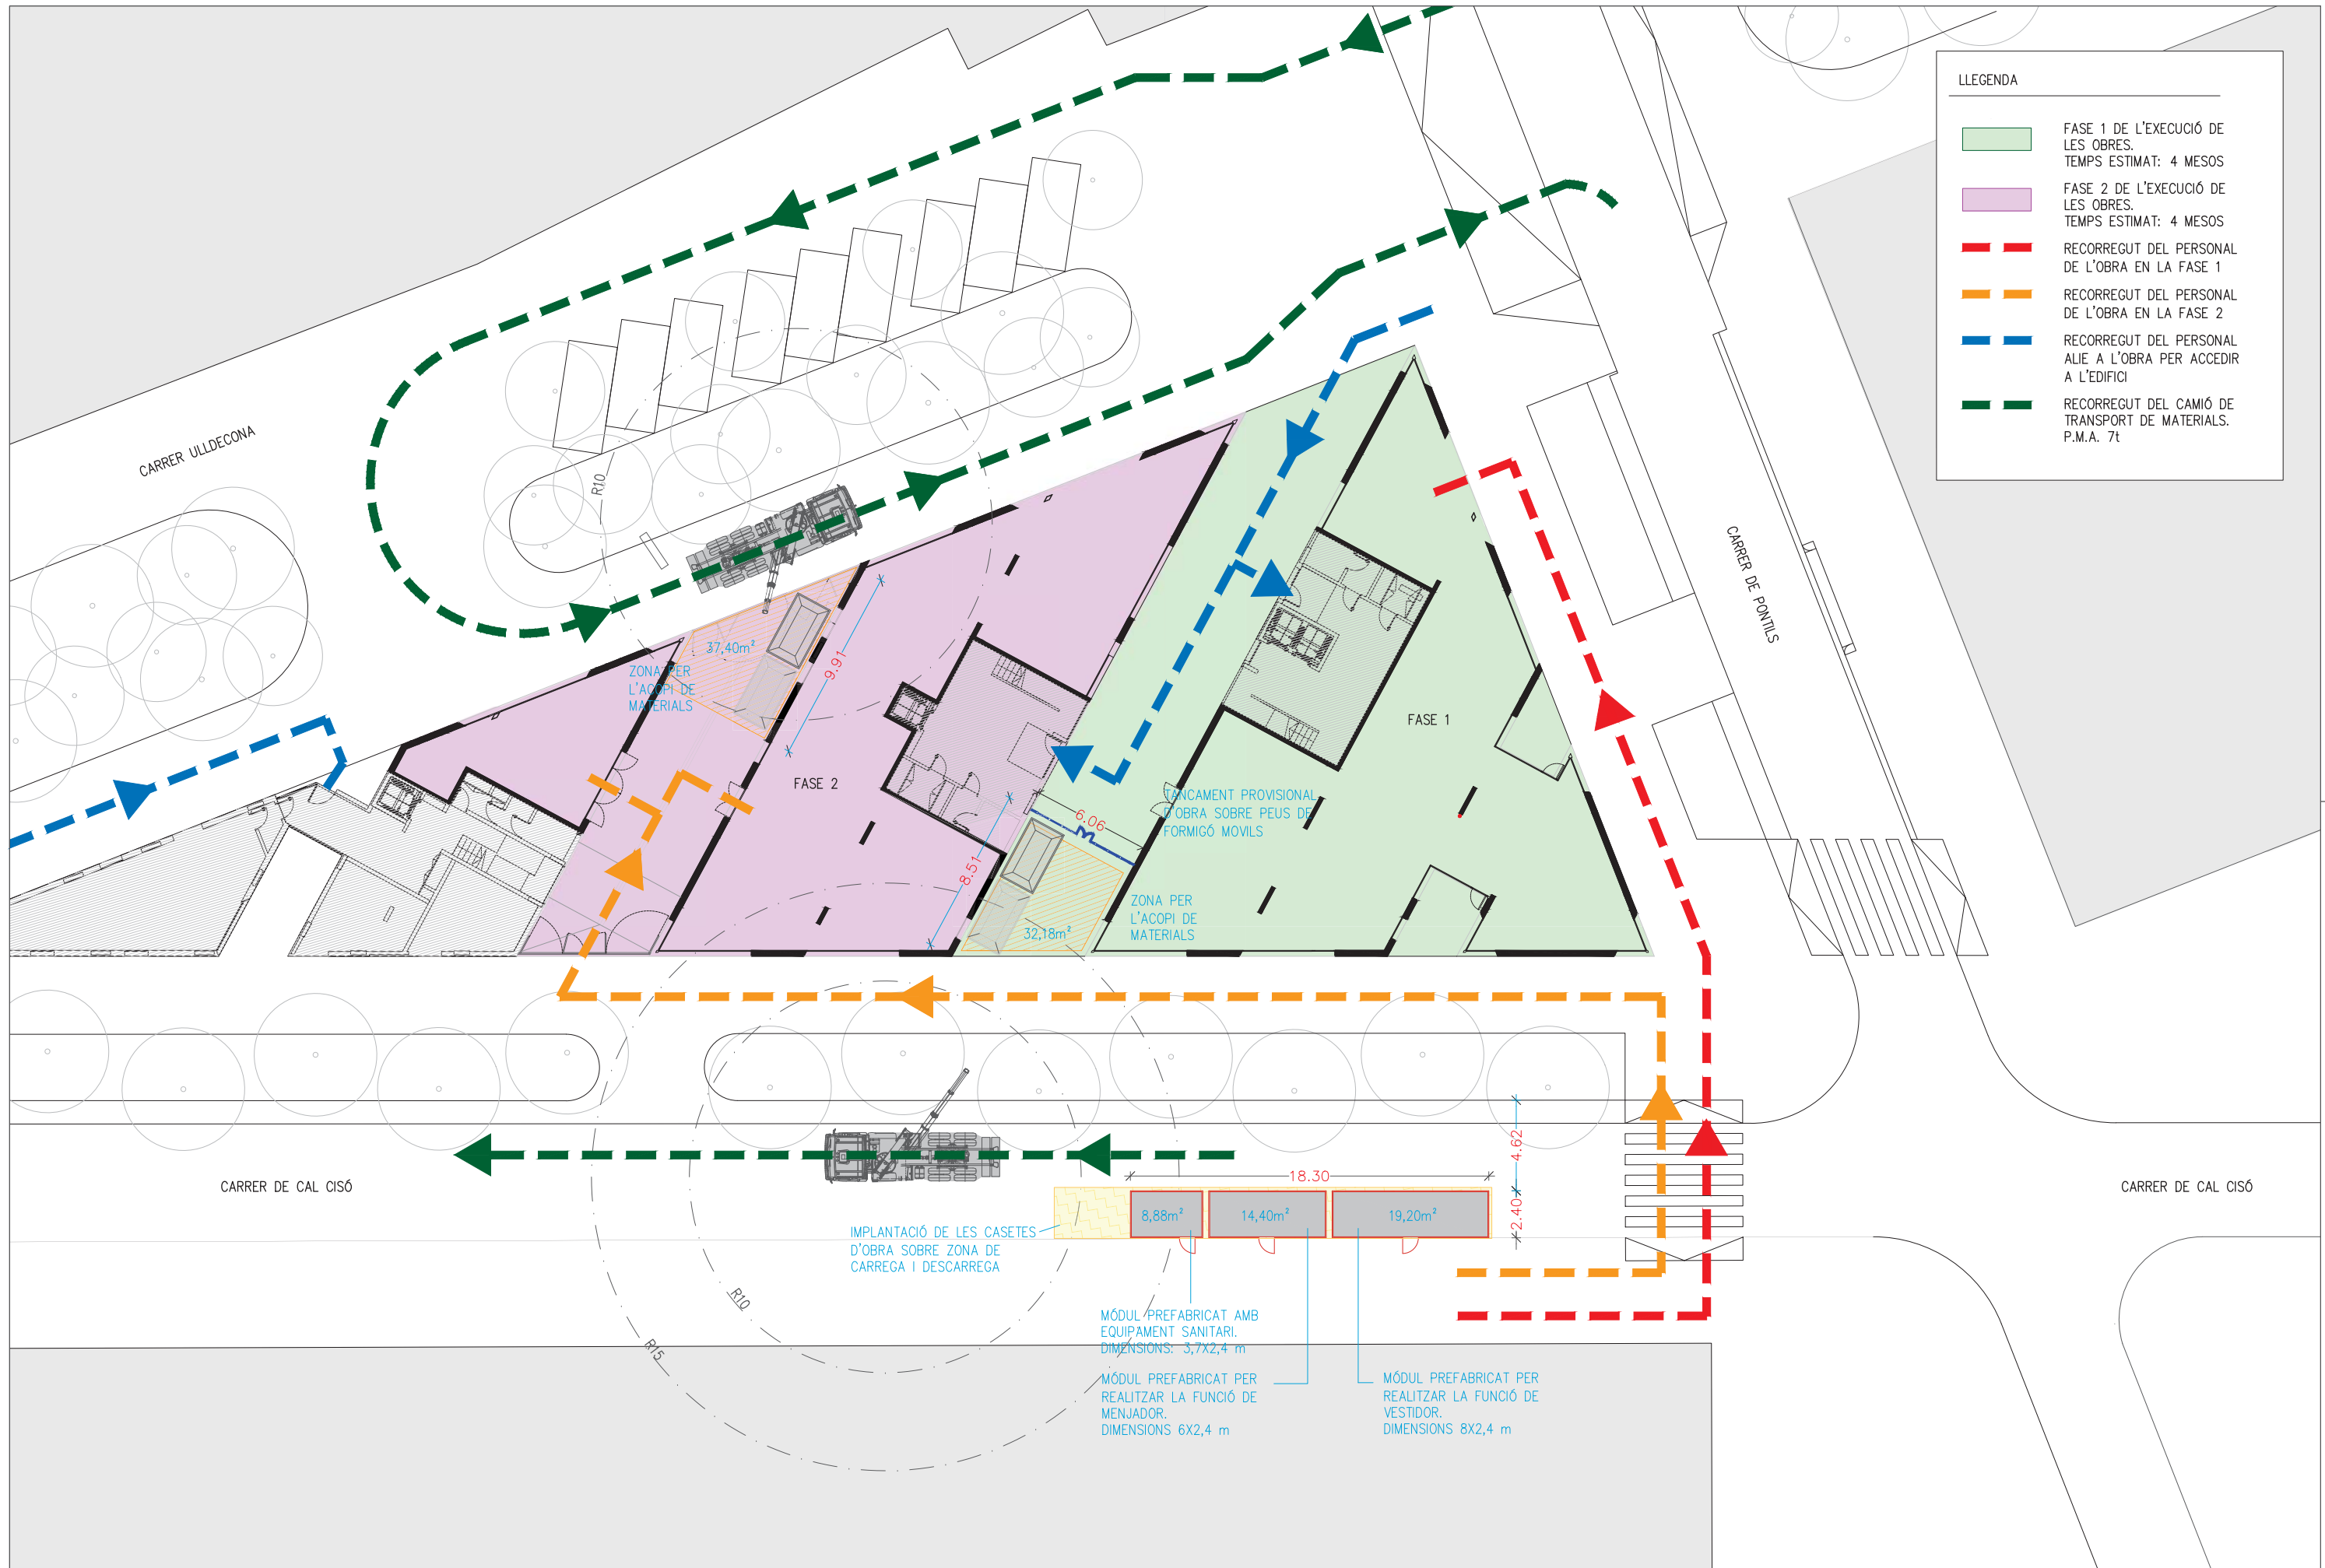 LLEGENDA
FASE 1 DE L'EXECUCIÓ DE
LES OBRES.
TEMPS ESTIMAT: 4 MESOS
FASE 2 DE L'EXECUCIÓ DE
LES OBRES.
TEMPS ESTIMAT: 4 MESOS
RECORREGUT DEL PERSONAL
DE L'OBRA EN LA FASE 1
RECORREGUT DEL PERSONAL
DE L'OBRA EN LA FASE 2
RECORREGUT DEL PERSONAL
ALIE A L'OBRA PER ACCEDIR
A L'EDIFICI
RECORREGUT DEL CAMIÓ DE
TRANSPORT DE MATERIALS.
P.M.A. 7t
CARRER ULLDECONA
R10
CARRER DE PONTILS
37,40m²
ZONA PER
L'ACOPI DE
MATERIALS
9.91
FASE 1
FASE 2
TANCAMENT PROVISIONAL
D'OBRA SOBRE PEUS DE
FORMIGÓ MOVILS
6.06
8.51
ZONA PER
L'ACOPI DE
MATERIALS
32,18m²
4.62
18.30
2.40
CARRER DE CAL CISÓ
CARRER DE CAL CISÓ
8,88m²
14,40m²
19,20m²
IMPLANTACIÓ DE LES CASETES
D'OBRA SOBRE ZONA DE
CARREGA I DESCARREGA
R10
R15
MÓDUL PREFABRICAT AMB
EQUIPAMENT SANITARI.
DIMENSIONS: 3,7X2,4 m
MÓDUL PREFABRICAT PER
REALITZAR LA FUNCIÓ DE
MENJADOR.
DIMENSIONS 6X2,4 m
MÓDUL PREFABRICAT PER
REALITZAR LA FUNCIÓ DE
VESTIDOR.
DIMENSIONS 8X2,4 m